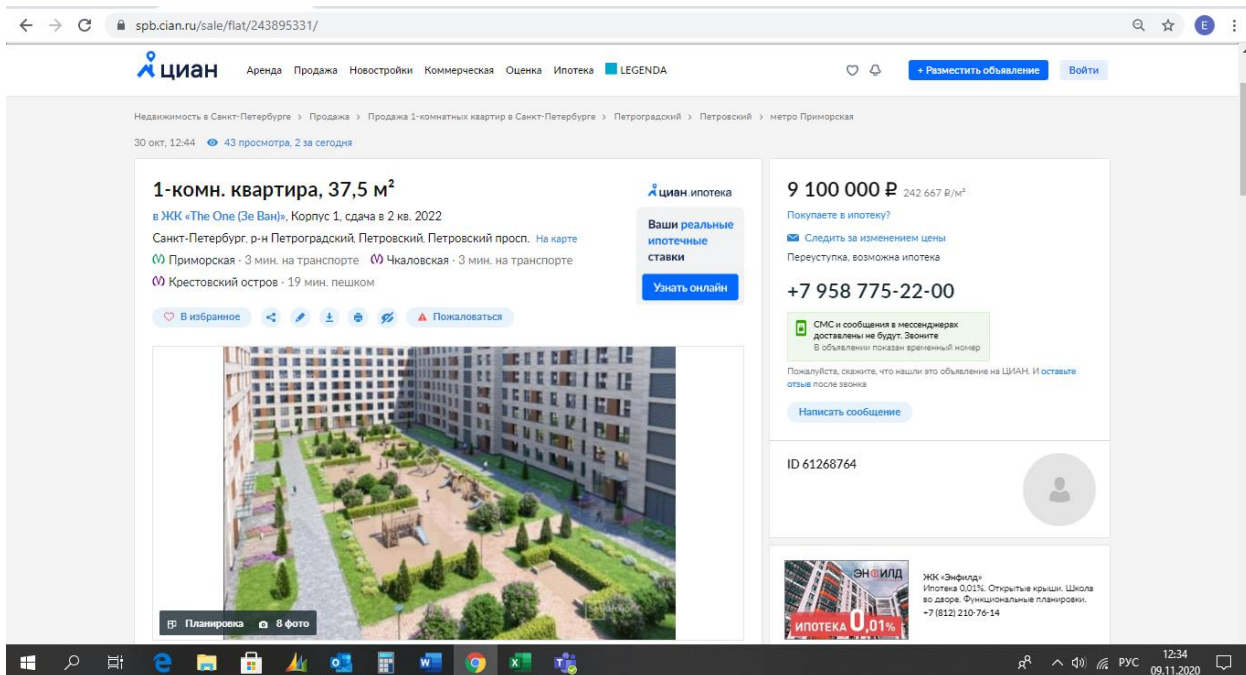 spb.cian.ru/sale/flat/243895331/
E
циан
Аренда Продажа Новостройки Коммерческая Оценка Ипотека LEGENDA
+ Разместить объявление
Войти
Недвижимость в Санкт-Петербурге > Продажа > Продажа 1-комнатных квартир в Санкт-Петербурге > Петроградский > Петровский > метро Приморская
30 окт, 12:44 43 просмотра, 2 за сегодня
1-комн. квартира, 37,5 м²
в ЖК «The One (Зе Ван)», Корпус 1, сдача в 2 кв. 2022
Санкт-Петербург, р-н Петроградский, Петровский, Петровский просп. На карте
Приморская · 3 мин. на транспорте Чкаловская · 3 мин. на транспорте
Крестовский остров · 19 мин. пешком
В избранное
Пожаловаться
циан.ипотека
Ваши реальные
ипотечные
ставки
Узнать онлайн
Планировка 8 фото
9 100 000 ₽ 242 667 ₽/м²
Покупаете в ипотеку?
Следить за изменением цены
Переуступка, возможна ипотека
+7 958 775-22-00
СМС и сообщения в мессенджерах
доставлены не будут. Звоните
В объявлении показан временный номер
Пожалуйста, скажите, что нашли это объявление на ЦИАН. И оставьте
отзыв после звонка
Написать сообщение
ID 61268764
ЭНФИЛД
ИПОТЕКА 0,01%
ЖК «Энфилд»
Ипотека 0,01%. Открытые крыши. Школа
во дворе. Функциональные планировки.
+7 (812) 210-76-14
РУС
12:34
09.11.2020